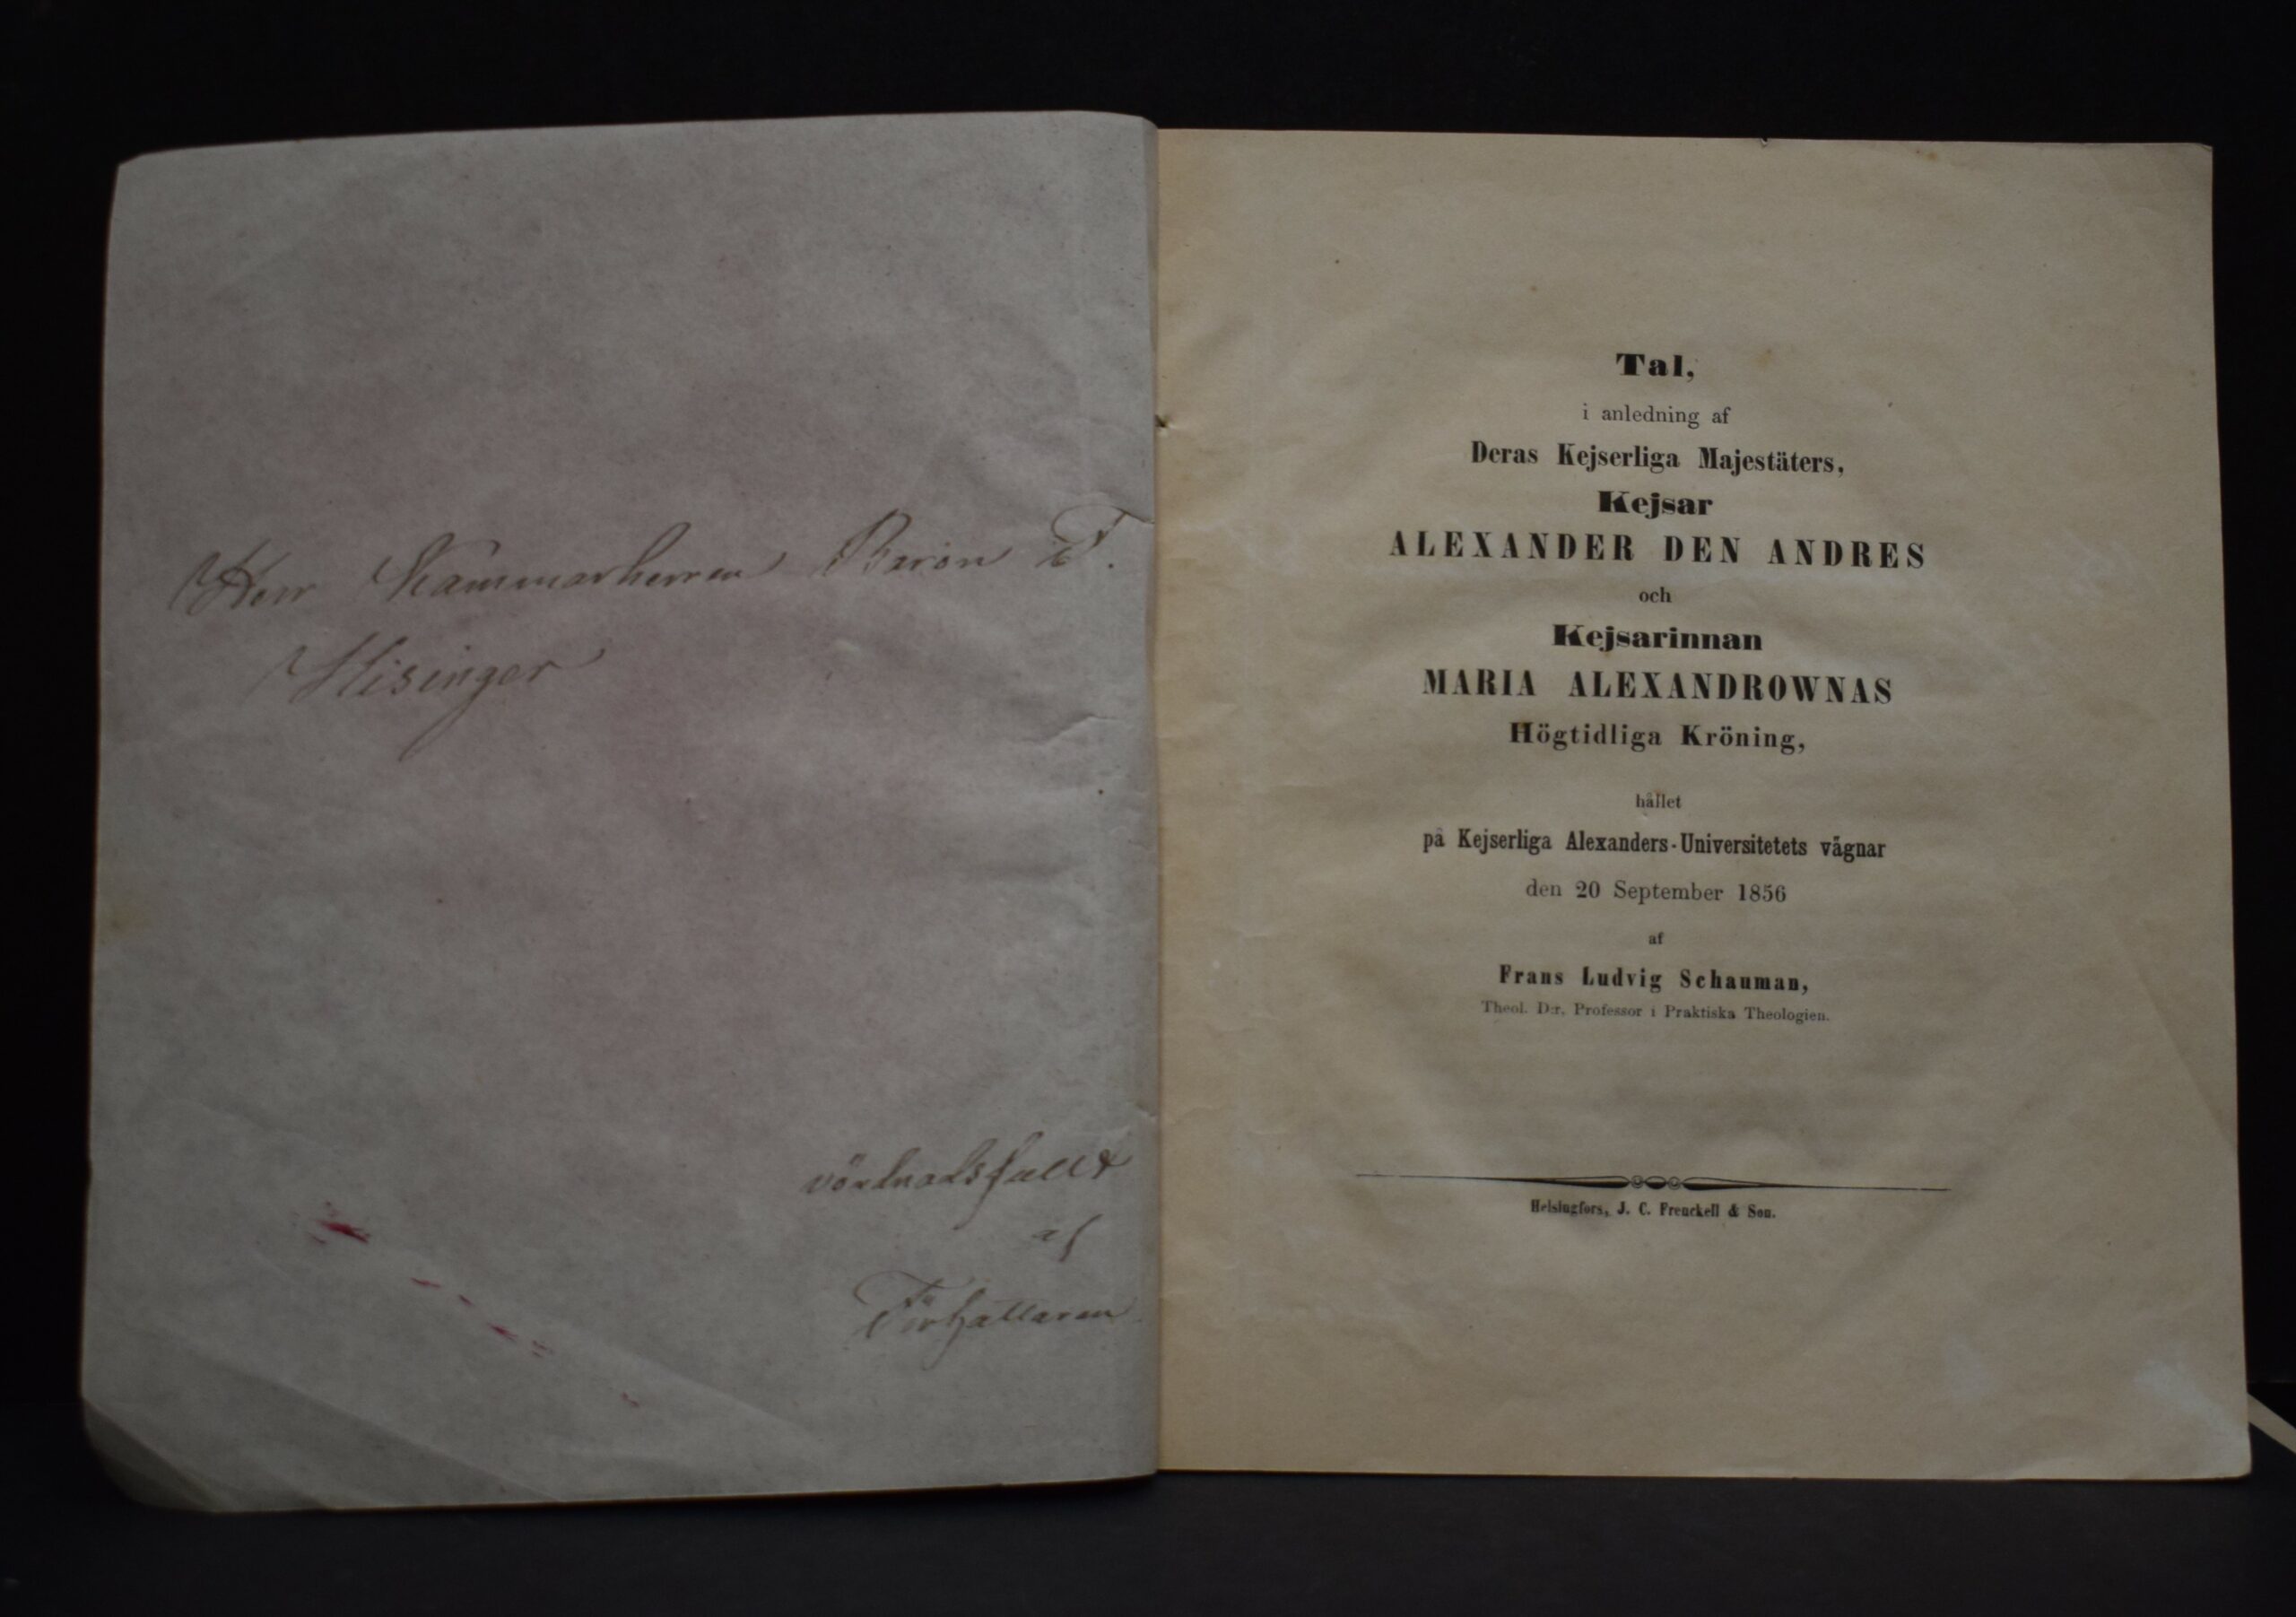 Herr Kammarherren Baron F.
Hisinger
vördnadsfullt
af
Författaren
Tal,
i anledning af
Deras Kejserliga Majestäters,
Kejsar
ALEXANDER DEN ANDRES
och
Kejsarinnan
MARIA ALEXANDROWNAS
Högtidliga Kröning,
hållet
på Kejserliga Alexanders-Universitetets vägnar
den 20 September 1856
af
Frans Ludvig Schauman,
Theol. D:r, Professor i Praktiska Theologien.
Helsingfors, J. C. Frenckell & Son.